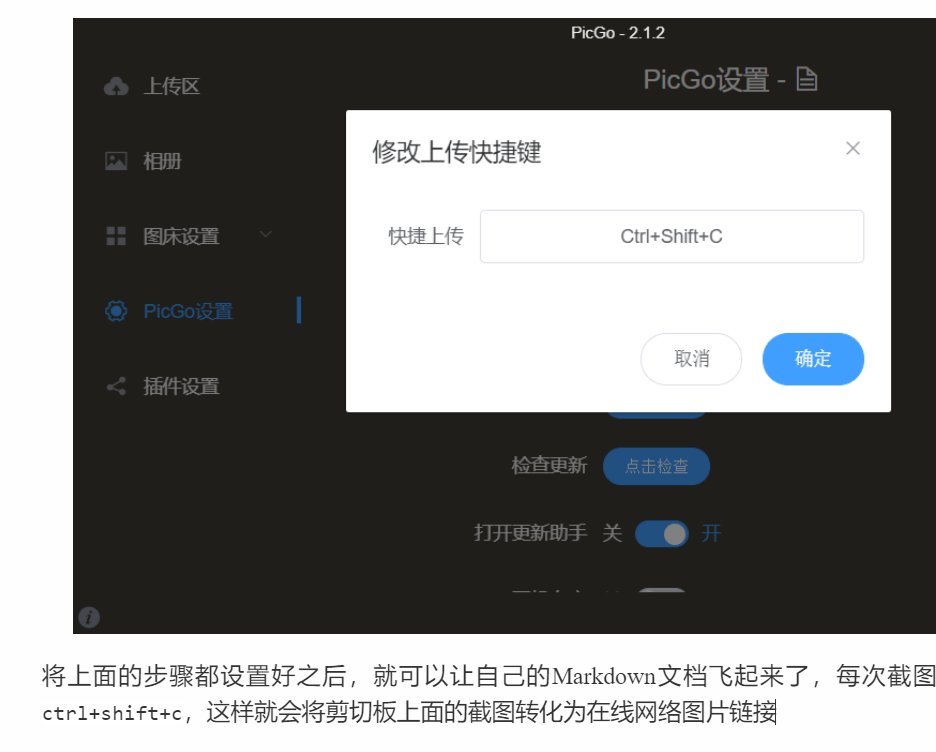 PicGo - 2.1.2
PicGo设置 -
上传区
相册
图床设置
PicGo设置
插件设置
修改上传快捷键
快捷上传 Ctrl+Shift+C
取消 确定
检查更新 点击检查
打开更新助手 关 开
将上面的步骤都设置好之后，就可以让自己的Markdown文档飞起来了，每次截图
ctrl+shift+c，这样就会将剪切板上面的截图转化为在线网络图片链接